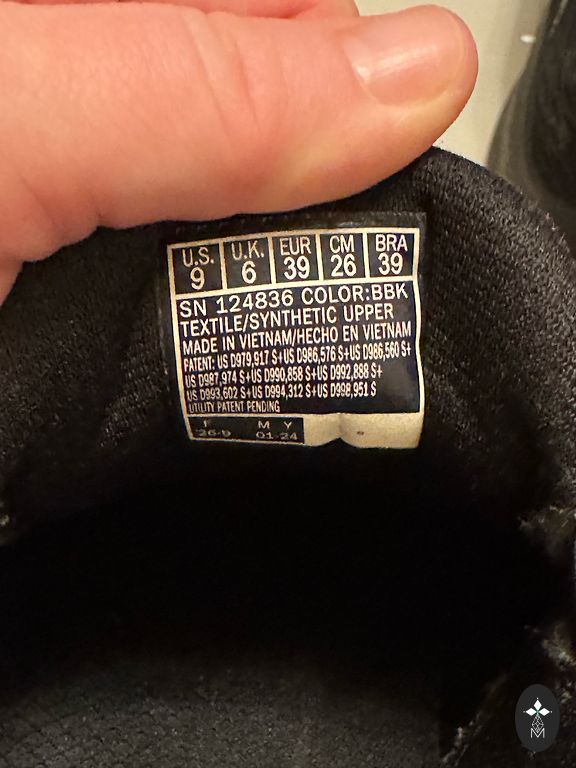 U.S. U.K. EUR CM BRA
9 6 39 26 39
SN 124836 COLOR:BBK
TEXTILE/SYNTHETIC UPPER
MADE IN VIETNAM/HECHO EN VIETNAM
PATENT: US D979,917 S+US D986,576 S+US D986,560 S+
US D987,974 S+US D990,858 S+US D992,888 S+
US D993,602 S+US D994,312 S+US D998,951 S
UTILITY PATENT PENDING
F M Y
01-24
M